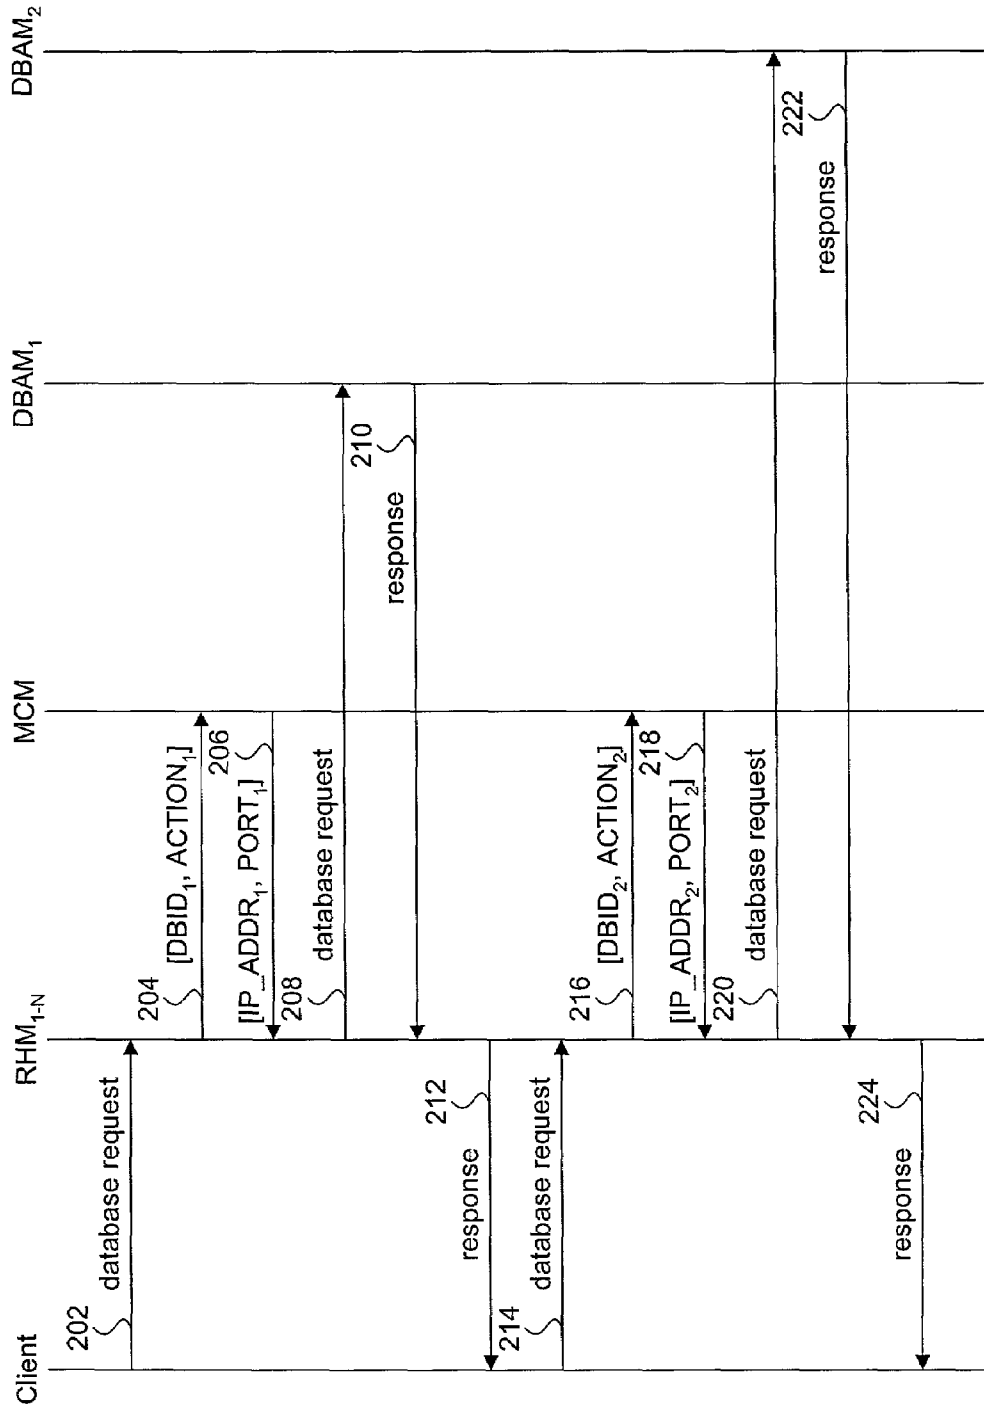 Client
RHM1-N
MCM
DBAM1
DBAM2
202
database request
204
[DBID1, ACTION1]
206
[IP_ADDR1, PORT1]
208
database request
210
response
212
response
214
database request
216
[DBID2, ACTION2]
218
[IP_ADDR2, PORT2]
220
database request
222
response
224
response